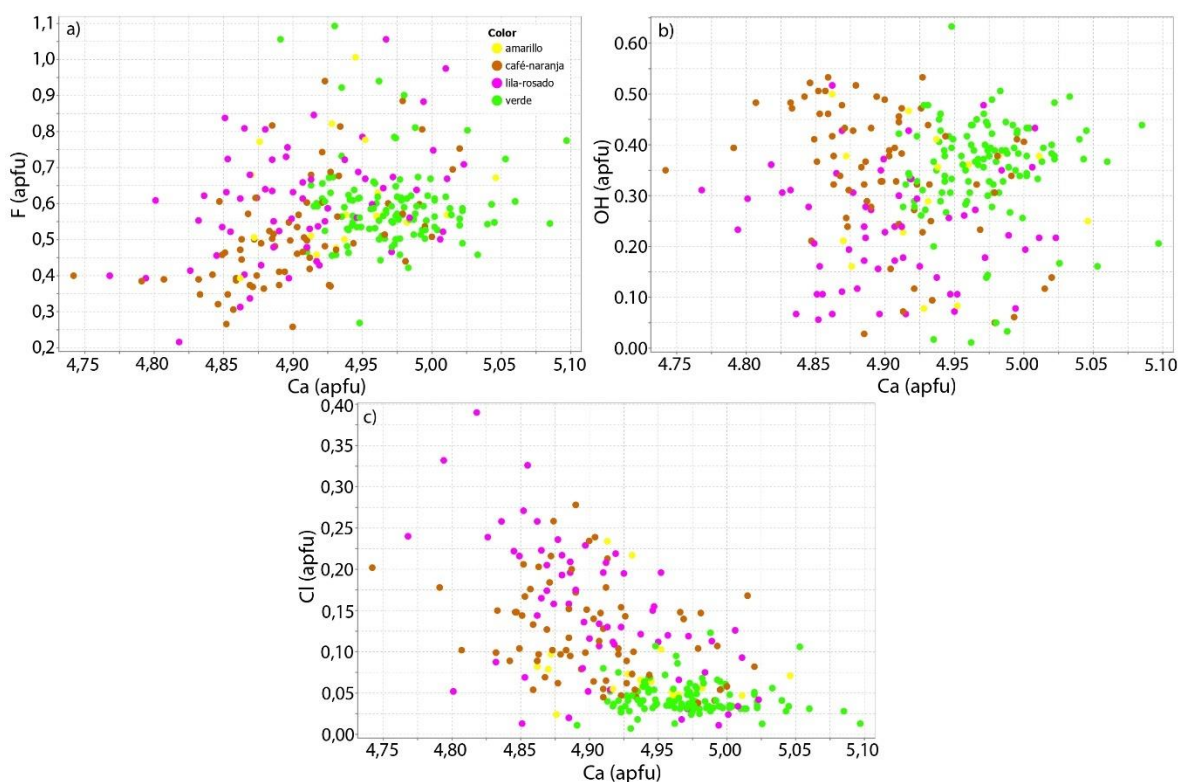 a)
Color
amarillo
café-naranja
lila-rosado
verde
1,1
1,0
0,9
0,8
0,7
0,6
0,5
0,4
0,3
0,2
F (apfu)
4,75 4,80 4,85 4,90 4,95 5,00 5,05 5,10
Ca (apfu)
b)
0.60
0.50
0.40
0.30
0.20
0.10
0.00
OH (apfu)
4.75 4.80 4.85 4.90 4.95 5.00 5.05 5.10
Ca (apfu)
c)
0,40
0,35
0,30
0,25
0,20
0,15
0,10
0,05
0,00
Cl (apfu)
4,75 4,80 4,85 4,90 4,95 5,00 5,05 5,10
Ca (apfu)